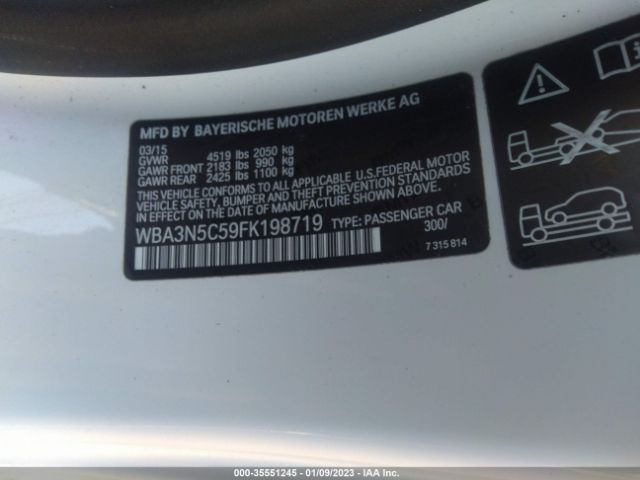 MFD BY BAYERISCHE MOTOREN WERKE AG
03/15
GVWR 4519 lbs 2050 kg
GAWR FRONT 2183 lbs 990 kg
GAWR REAR 2425 lbs 1100 kg
THIS VEHICLE CONFORMS TO ALL APPLICABLE U.S.FEDERAL MOTOR
VEHICLE SAFETY, BUMPER AND THEFT PREVENTION STANDARDS
IN EFFECT ON THE DATE OF MANUFACTURE SHOWN ABOVE.
WBA3N5C59FK198719 TYPE: PASSENGER CAR
300/
7 315 814
000-35551245 - 01/09/2023 - IAA Inc.